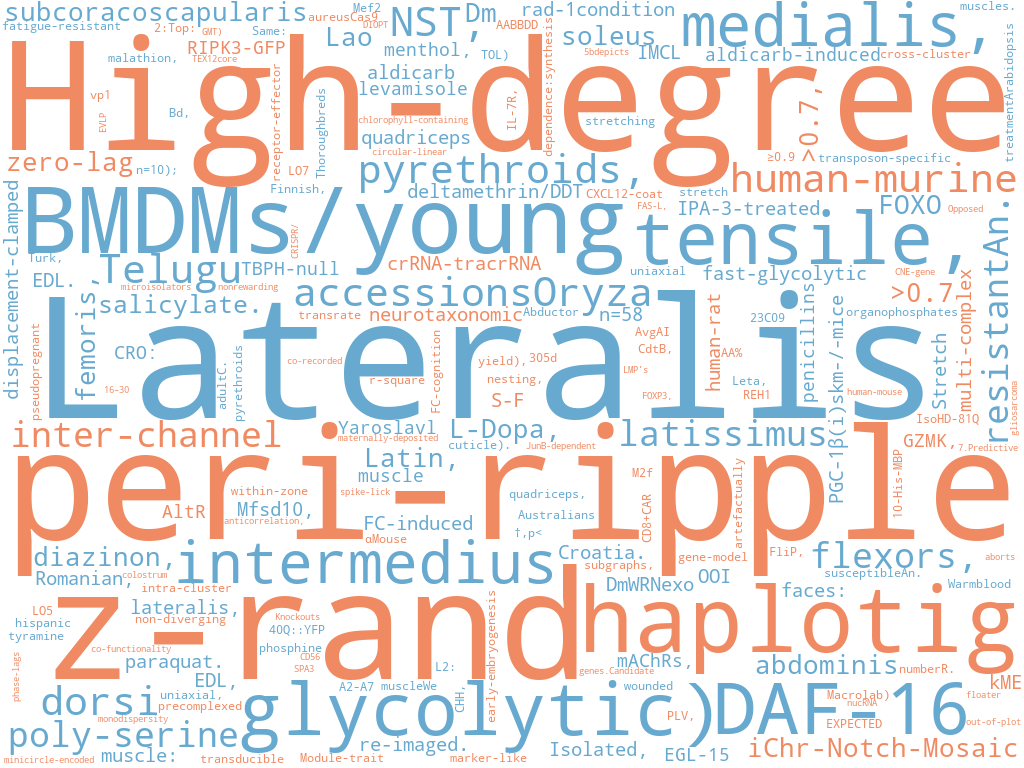 subcoracoscapularis
aureusCas9
Mef2
DIOPT
NST,
Dm
AABBDD
rad-1condition
medialis,
muscles.
fatigue-resistant
2:Top:
GMT)
Same:
Lao
RIPK3-GFP
TEX12core
menthol,
TOL)
soleus
5bdepicts
IMCL
aldicarb-induced
cross-cluster
treatmentArabidopsis
malathion,
High-degree
aldicarb
levamisole
dependence:synthesis
vp1
EVLP
Bd,
chlorophyll-containing
IL-7R,
stretching
>0.7,
receptor-effector
Thoroughbreds
quadriceps
circular-linear
zero-lag
n=10);
LO7
pyrethroids,
≥0.9
transposon-specific
human-murine
displacement-clamped
Finnish,
deltamethrin/DDT
CXCL12-coat
FAS-L,
stretch
IPA-3-treated
FOXO
Opposed
BMDMs/young
CRISPR/
tensile,
resistantAn.
Turk,
Telugu
TBPH-null
crRNA-tracrRNA
uniaxial
fast-glycolytic
CNE-gene
EDL.
femoris,
microisolators
nonrewarding
accessionsOryza
>0.7
salicylate.
transrate
neurotaxonomic
Abductor
n=58
human-rat
23C09
penicillins
organophosphates
multi-complex
Lateralis
pseudopregnant
CRO:
adultC.
pyrethroids
co-recorded
FC-cognition
yield),
305d
AvgAI
CdtB,
AA%
PGC-1β(i)skm-/-mice
Stretch
16-30
r-square
nesting,
LMP's
Leta,
REH1
human-mouse
gliosarcoma
S-F
FOXP3,
IsoHD-81Q
inter-channel
Yaroslavl
maternally-deposited
L-Dopa,
cuticle).
JunB-dependent
latissimus
GZMK,
7.Predictive
peri-ripple
Latin,
muscle
M2f
artefactually
10-His-MBP
within-zone
spike-lick
quadriceps,
CD8+CAR
AltR
Mfsd10,
anticorrelation,
FC-induced
αMouse
Australians
†,p<
diazinon,
intermedius
Croatia.
subgraphs,
gene-model
FliP,
flexors,
aborts
Romanian,
colostrum
intra-cluster
DmWRNexo
OOI
faces:
susceptibleAn.
Warmblood
z-rand
haplotig
LO5
hispanic
tyramine
lateralis,
non-diverging
Knockouts
40Q::YFP
early-embryogenesis
co-functionality
phosphine
phase-lags
paraquat.
CD56
SPA3
L2:
genes.Candidate
mAChRs,
abdominis
numberR.
kME
EDL,
A2-A7
muscleWe
CHH,
wounded
Macrolab)
nucRNA
floater
dorsi
uniaxial,
precomplexed
glycolytic)
DAF-16
monodispersity
PLV,
EXPECTED
out-of-plot
poly-serine
re-imaged.
Isolated,
EGL-15
iChr-Notch-Mosaic
minicircle-encoded
muscle:
transducible
Module-trait
marker-like